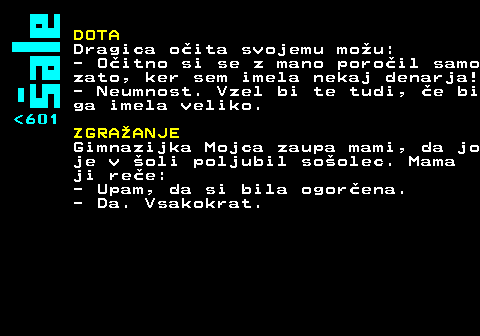 šale
<601
DOTA
Dragica očita svojemu možu:
- Očitno si se z mano poročil samo
zato, ker sem imela nekaj denarja!
- Neumnost. Vzel bi te tudi, če bi
ga imela veliko.
ZGRAŽANJE
Gimnazijka Mojca zaupa mami, da jo
je v šoli poljubil sošolec. Mama
ji reče:
- Upam, da si bila ogorčena.
- Da. Vsakokrat.